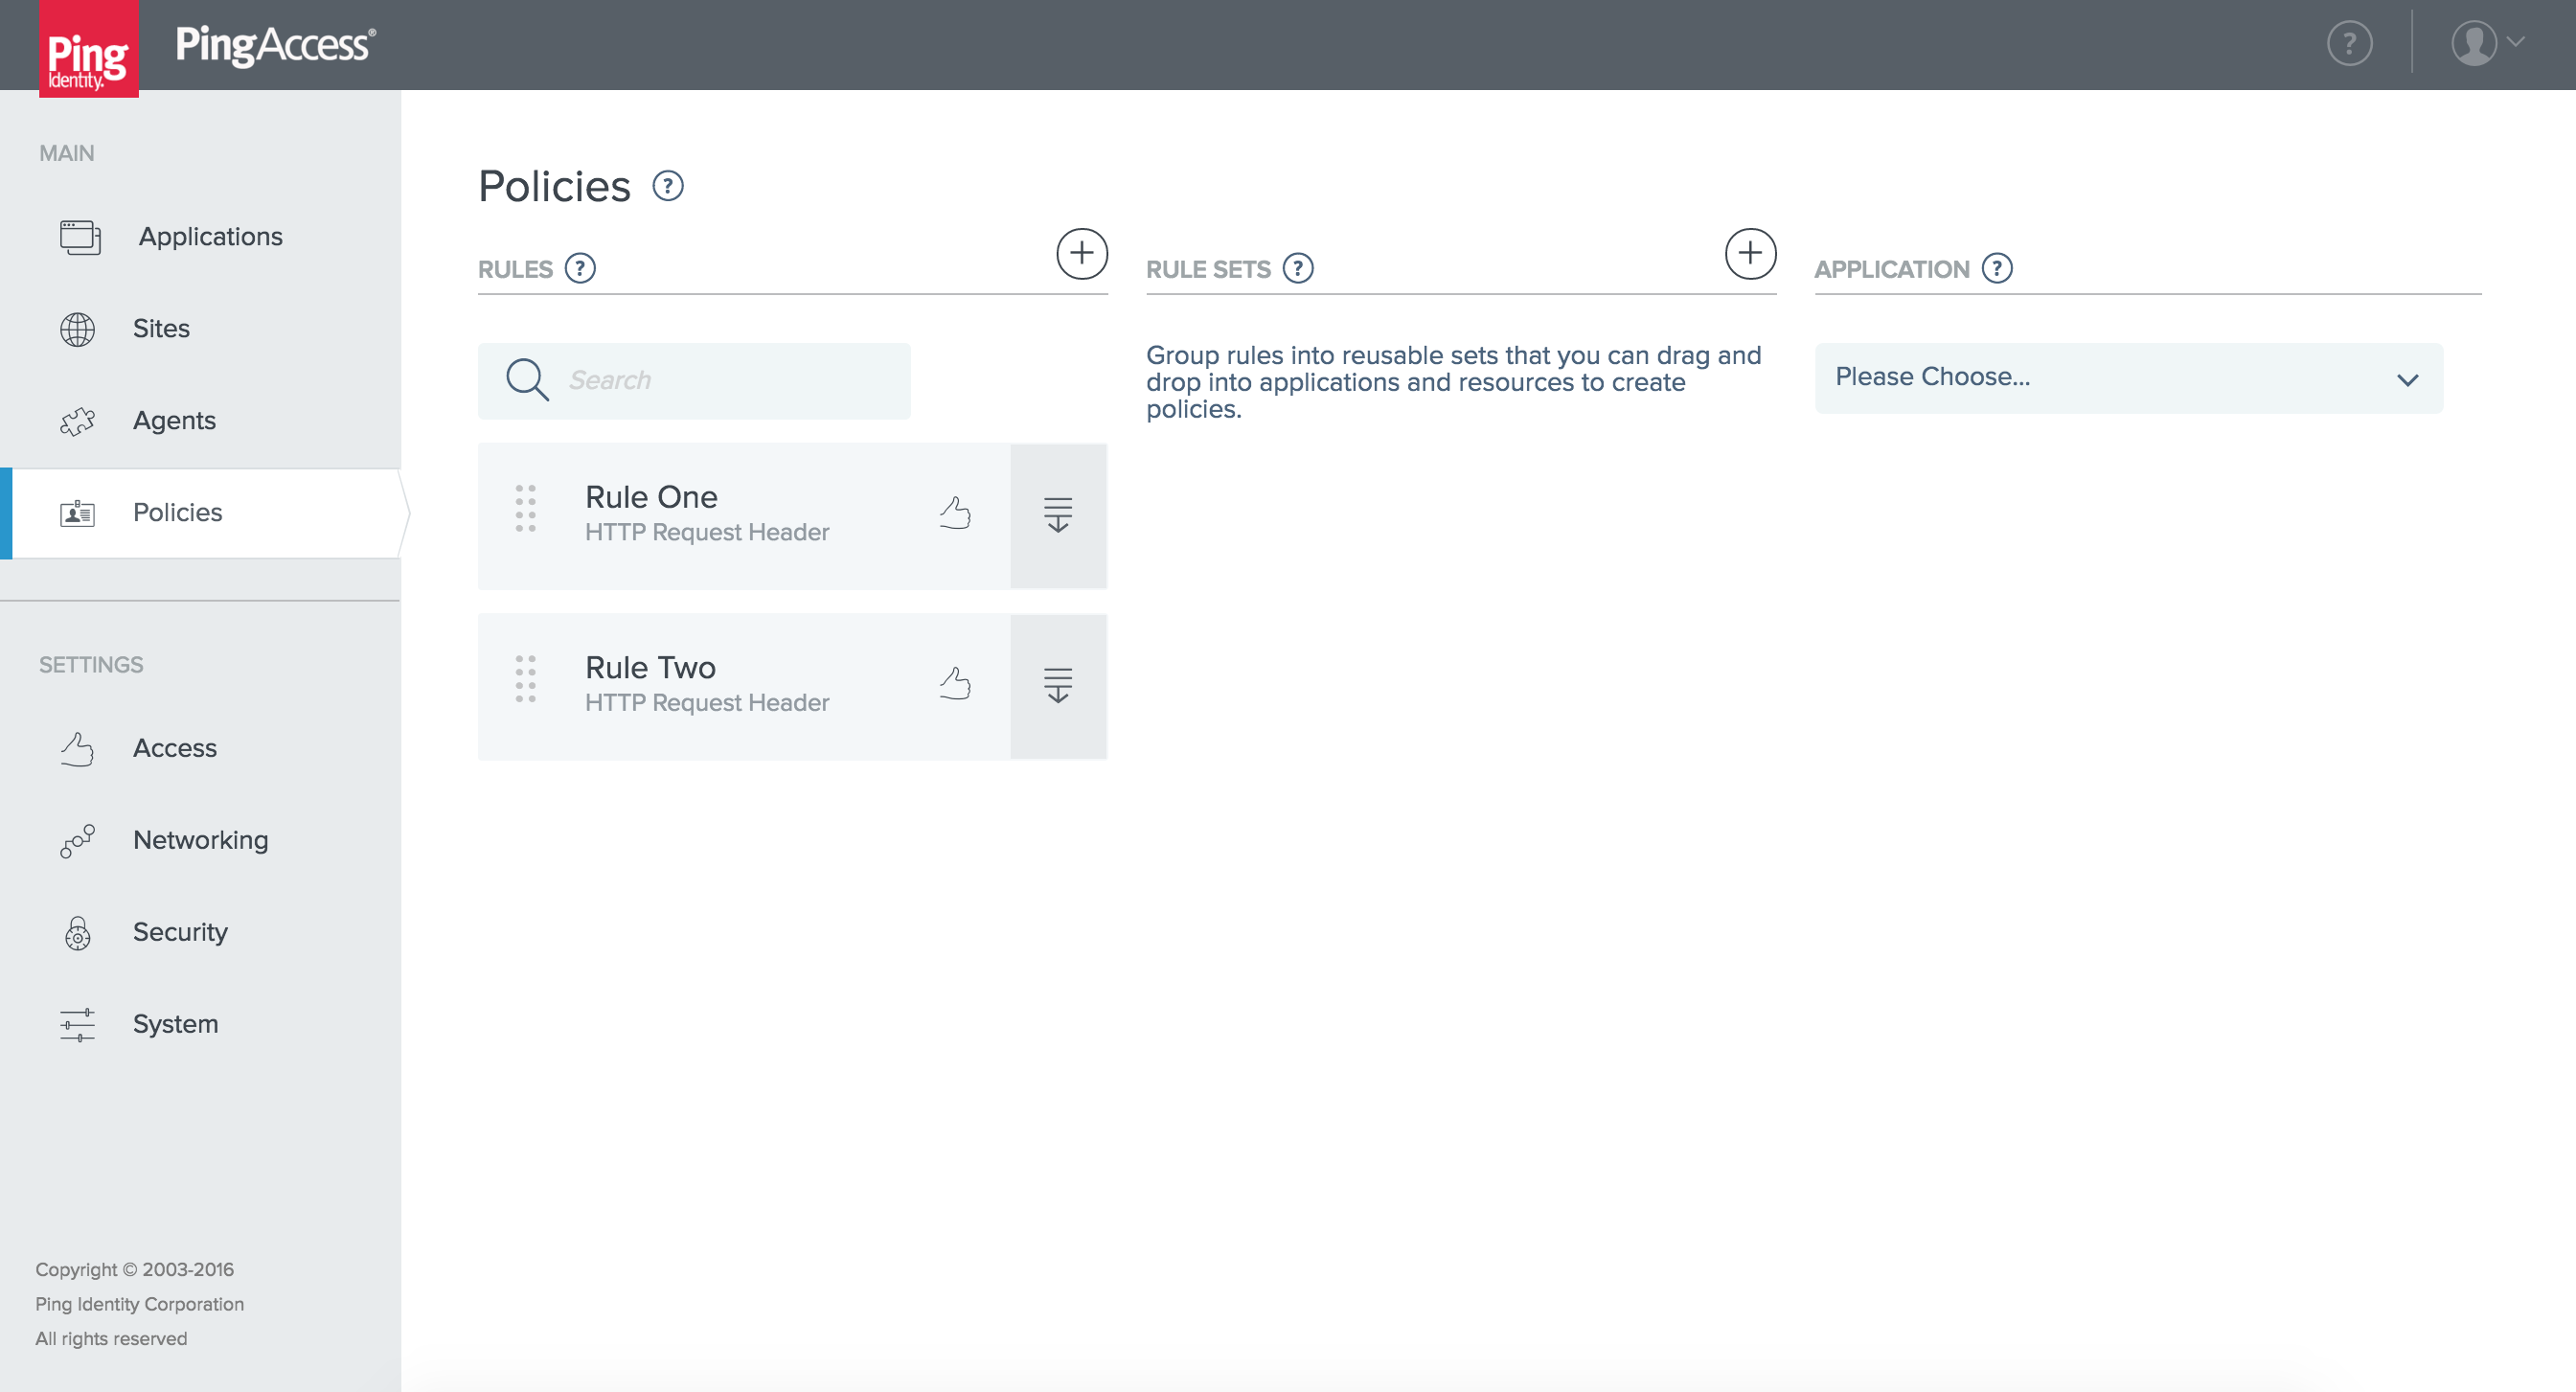 Ping
Identity.
PingAccess®
?
MAIN
Applications
Sites
Agents
Policies
SETTINGS
Access
Networking
Security
System
Copyright © 2003-2016
Ping Identity Corporation
All rights reserved
Policies ?
RULES ?
Search
Rule One
HTTP Request Header
Rule Two
HTTP Request Header
RULE SETS ?
Group rules into reusable sets that you can drag and
drop into applications and resources to create
policies.
APPLICATION ?
Please Choose...